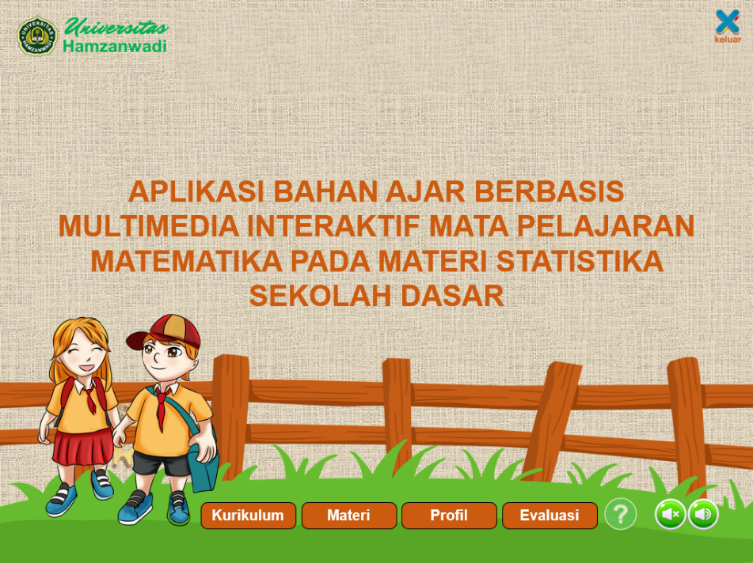 Universitas
Hamzanwadi
keluar
APLIKASI BAHAN AJAR BERBASIS
MULTIMEDIA INTERAKTIF MATA PELAJARAN
MATEMATIKA PADA MATERI STATISTIKA
SEKOLAH DASAR
Kurikulum
Materi
Profil
Evaluasi
?